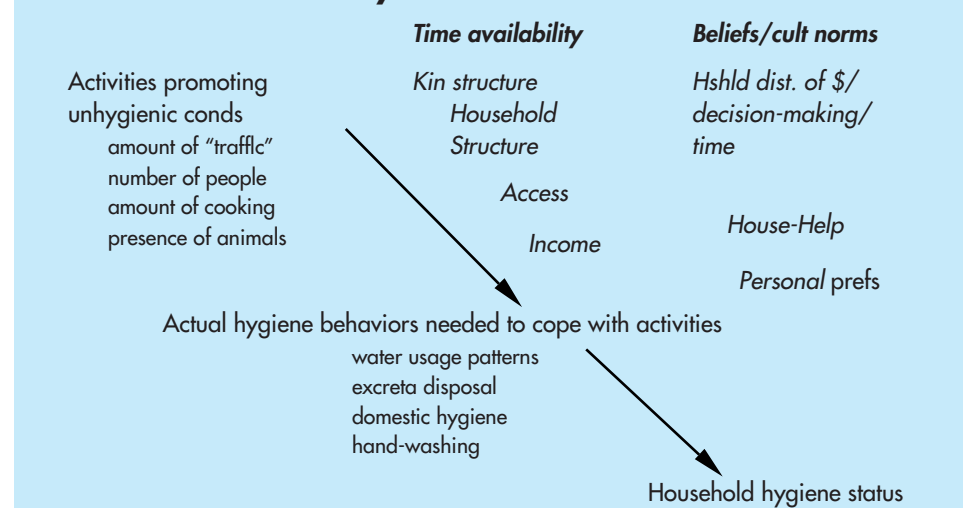 Time availability
Beliefs/cult norms
Activities promoting
unhygienic conds
amount of “traffic”
number of people
amount of cooking
presence of animals
Kin structure
Household
Structure
Access
Income
Hshld dist. of $/
decision-making/
time
House-Help
Personal prefs
Actual hygiene behaviors needed to cope with activities
water usage patterns
excreta disposal
domestic hygiene
hand-washing
Household hygiene status